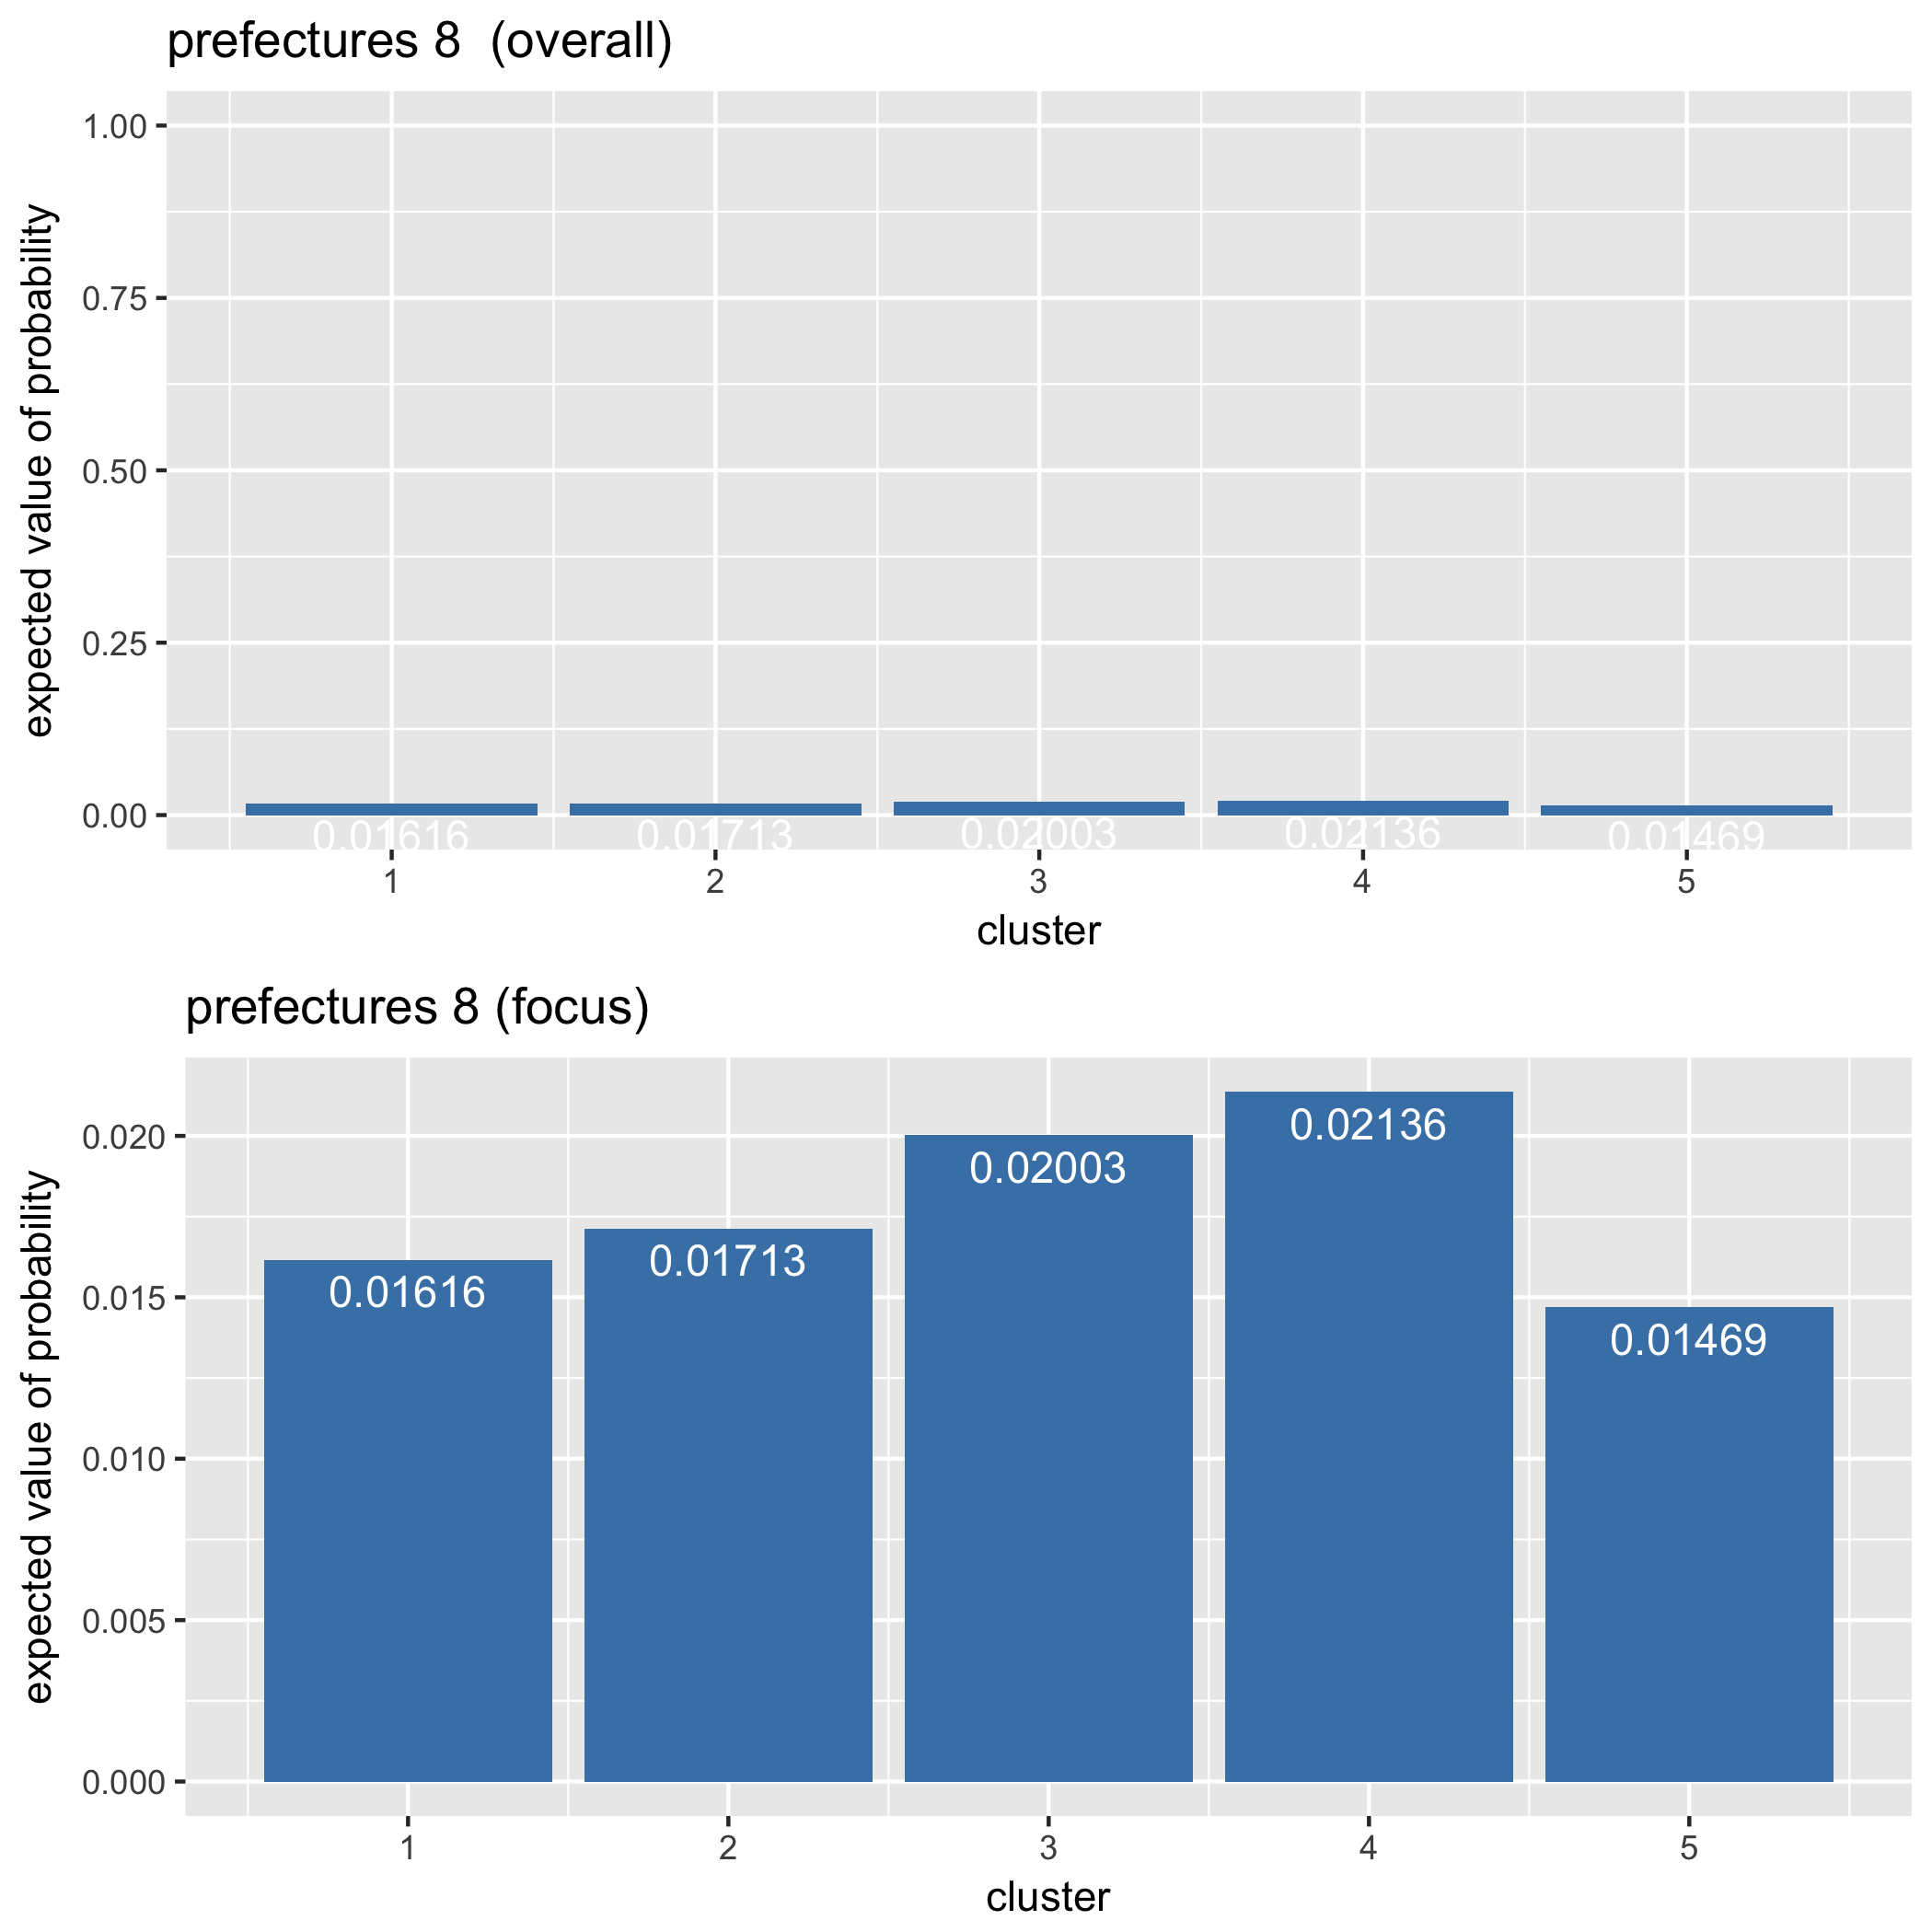 prefectures 8  (overall)
expected value of probability
1.00
0.75
0.50
0.25
0.00
0.01616 0.01713 0.02003 0.02136 0.01469
1 2 3 4 5
cluster
prefectures 8 (focus)
expected value of probability
0.020
0.015
0.010
0.005
0.000
0.01616 0.01713 0.02003 0.02136 0.01469
1 2 3 4 5
cluster